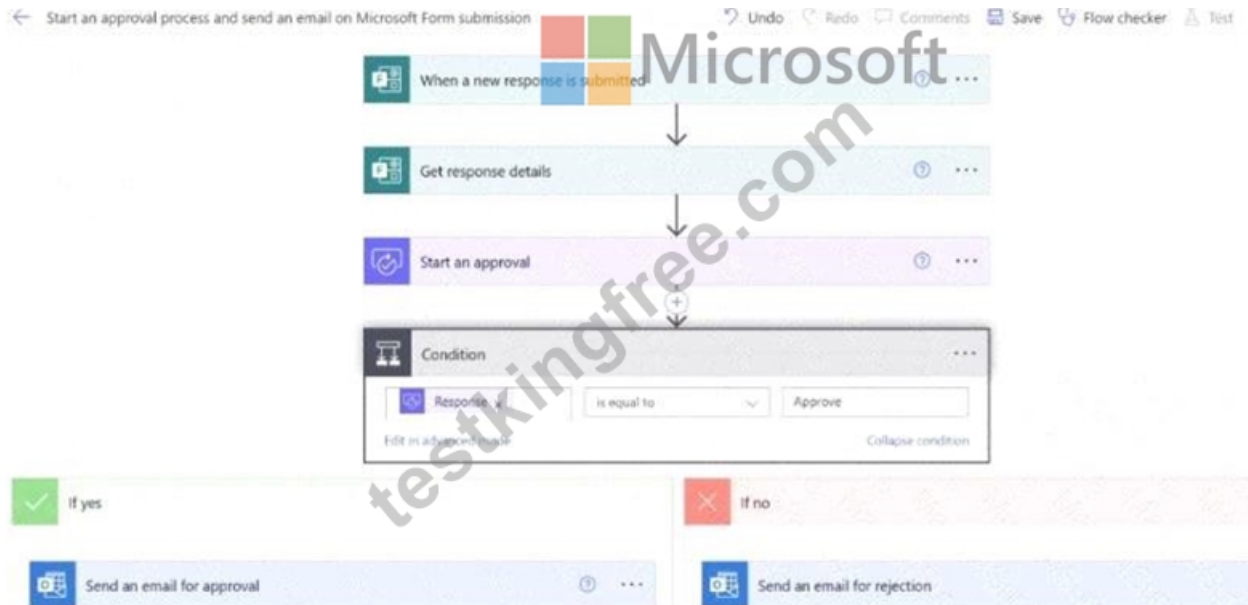 Start an approval process and send an email on Microsoft Form submission Undo Redo Comments Save Flow checker Test
Microsoft
When a new response is submitted
Get response details
Start an approval
Condition
Response is equal to Approve
Edit in advanced mode Collapse condition
testkingfree.com
If yes If no
Send an email for approval Send an email for rejection